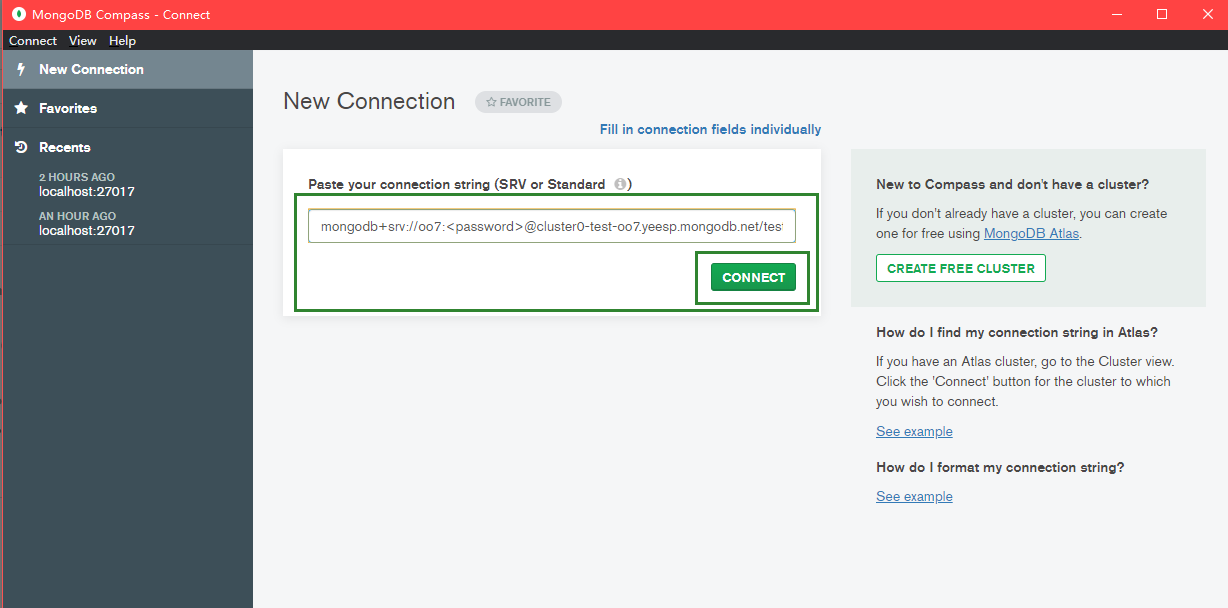 MongoDB Compass - Connect
Connect View Help
New Connection
Favorites
Recents
2 HOURS AGO
localhost:27017
AN HOUR AGO
localhost:27017
New Connection
FAVORITE
Fill in connection fields individually
Paste your connection string (SRV or Standard )
mongodb+srv://oo7:<password>@cluster0-test-oo7.yeesp.mongodb.net/tes
CONNECT
New to Compass and don't have a cluster?
If you don't already have a cluster, you can create
one for free using MongoDB Atlas.
CREATE FREE CLUSTER
How do I find my connection string in Atlas?
If you have an Atlas cluster, go to the Cluster view.
Click the 'Connect' button for the cluster to which
you wish to connect.
See example
How do I format my connection string?
See example